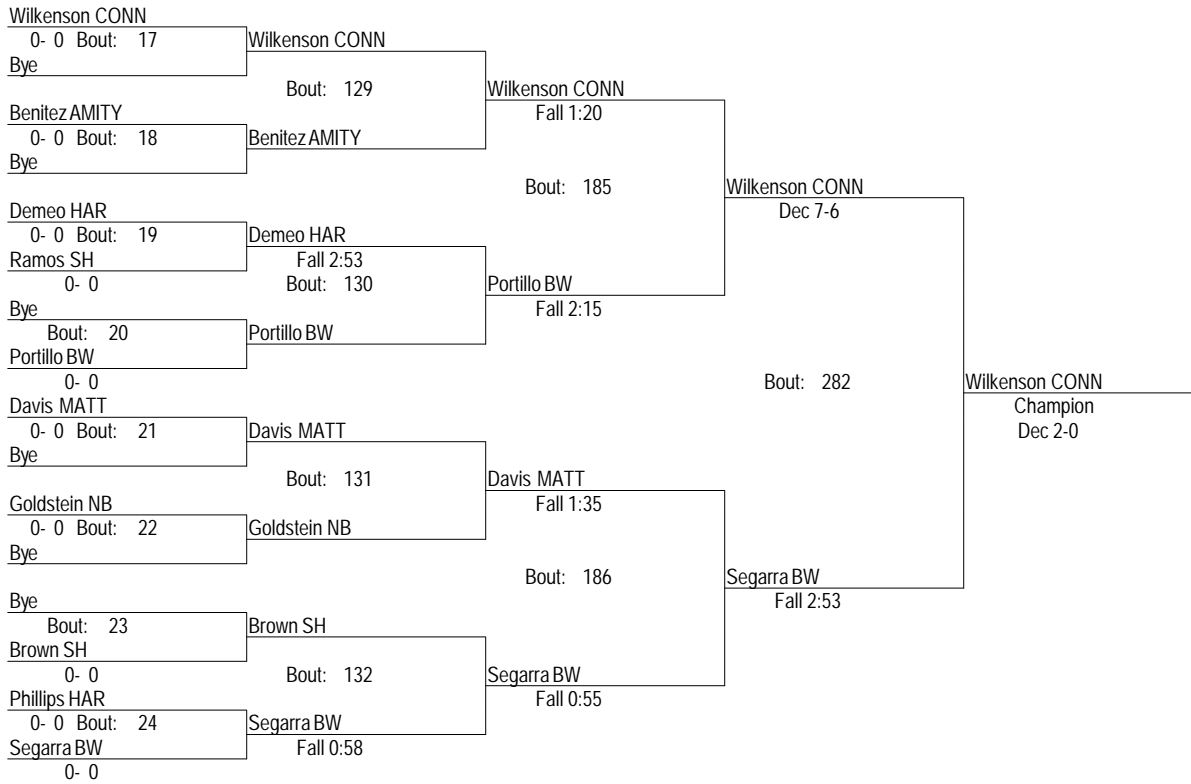 Wilkenson CONN
0- 0 Bout: 17
Bye
Benitez AMITY
0- 0 Bout: 18
Bye
Demeo HAR
0- 0 Bout: 19
Ramos SH
0- 0
Bye
Bout: 20
Portillo BW
0- 0
Davis MATT
0- 0 Bout: 21
Bye
Goldstein NB
0- 0 Bout: 22
Bye
Bye
Bout: 23
Brown SH
0- 0
Phillips HAR
0- 0 Bout: 24
Segarra BW
0- 0
Wilkenson CONN
Bout: 129
Benitez AMITY
Demeo HAR
Fall 2:53
Bout: 130
Portillo BW
Davis MATT
Bout: 131
Goldstein NB
Brown SH
Bout: 132
Segarra BW
Fall 0:58
Wilkenson CONN
Fall 1:20
Bout: 185
Portillo BW
Fall 2:15
Davis MATT
Fall 1:35
Bout: 186
Segarra BW
Fall 0:55
Wilkenson CONN
Dec 7-6
Bout: 282
Segarra BW
Fall 2:53
Wilkenson CONN
Champion
Dec 2-0